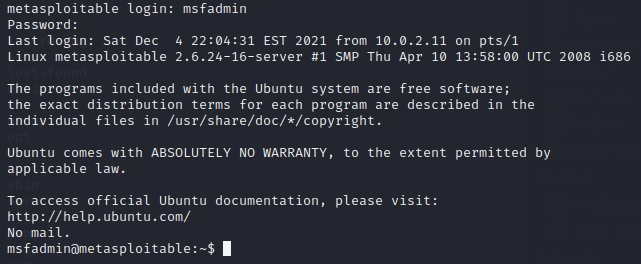 metasploitable login: msfadmin
Password:
Last login: Sat Dec  4 22:04:31 EST 2021 from 10.0.2.11 on pts/1
Linux metasploitable 2.6.24-16-server #1 SMP Thu Apr 10 13:58:00 UTC 2008 i686
The programs included with the Ubuntu system are free software;
the exact distribution terms for each program are described in the
individual files in /usr/share/doc/*/copyright.
Ubuntu comes with ABSOLUTELY NO WARRANTY, to the extent permitted by
applicable law.
To access official Ubuntu documentation, please visit:
http://help.ubuntu.com/
No mail.
msfadmin@metasploitable:~$